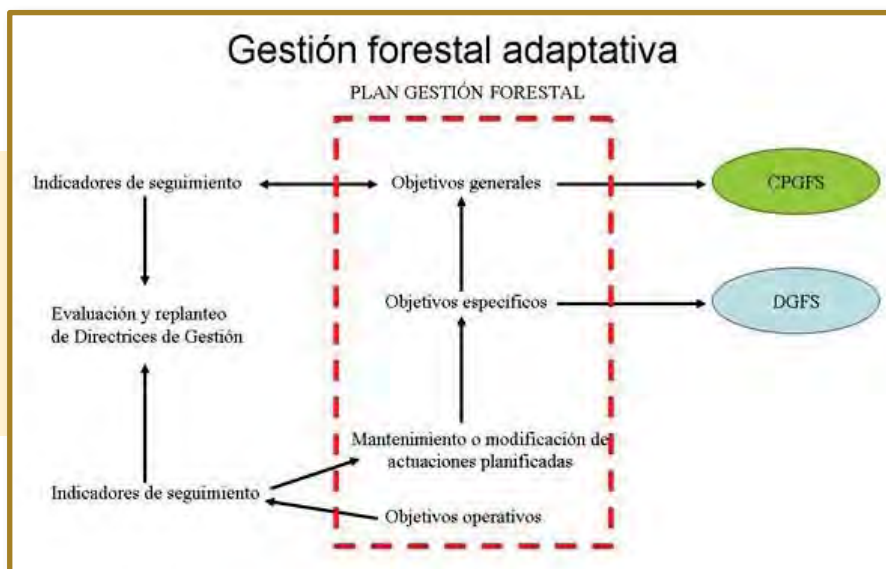 Gestión forestal adaptativa
PLAN GESTIÓN FORESTAL
Indicadores de seguimiento
Objetivos generales
CPGFS
Evaluación y replanteo
de Directrices de Gestión
Objetivos específicos
DGFS
Mantenimiento o modificación de
actuaciones planificadas
Indicadores de seguimiento
Objetivos operativos